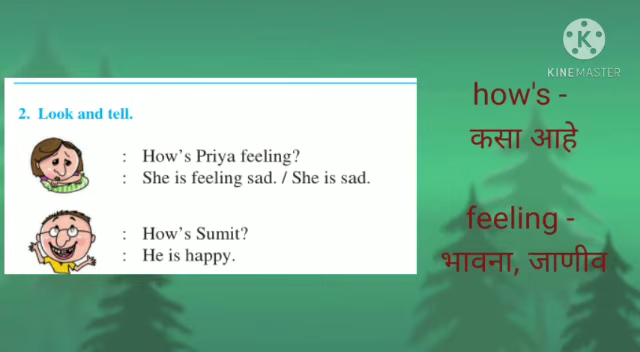 KINEMASTER
2. Look and tell.
: How's Priya feeling?
: She is feeling sad. / She is sad.
: How's Sumit?
: He is happy.
how's -
कसा आहे
feeling -
भावना, जाणीव